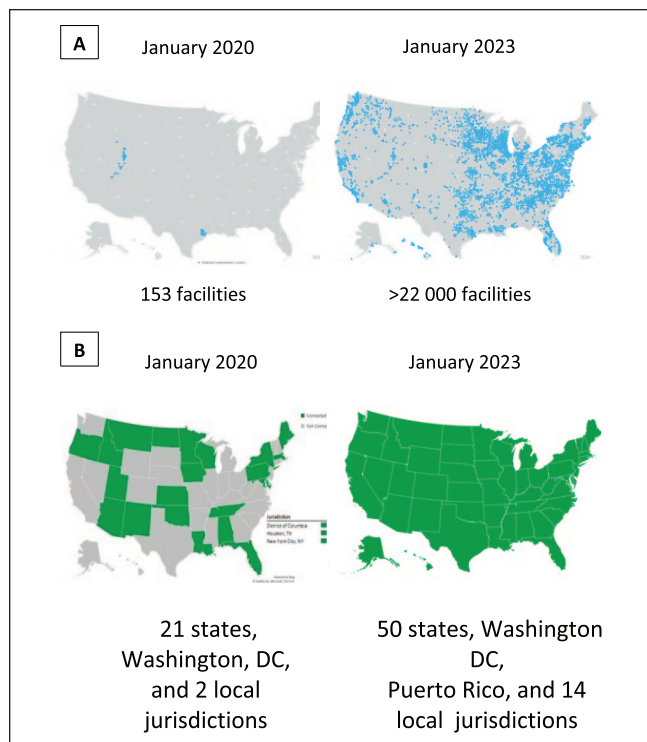 A
January 2020
January 2023
153 facilities
>22 000 facilities
B
January 2020
January 2023
Connected
Jurisdiction
District of Columbia
Houston, TX
New York City, NY
21 states,
Washington, DC,
and 2 local
jurisdictions
50 states, Washington
DC,
Puerto Rico, and 14
local jurisdictions